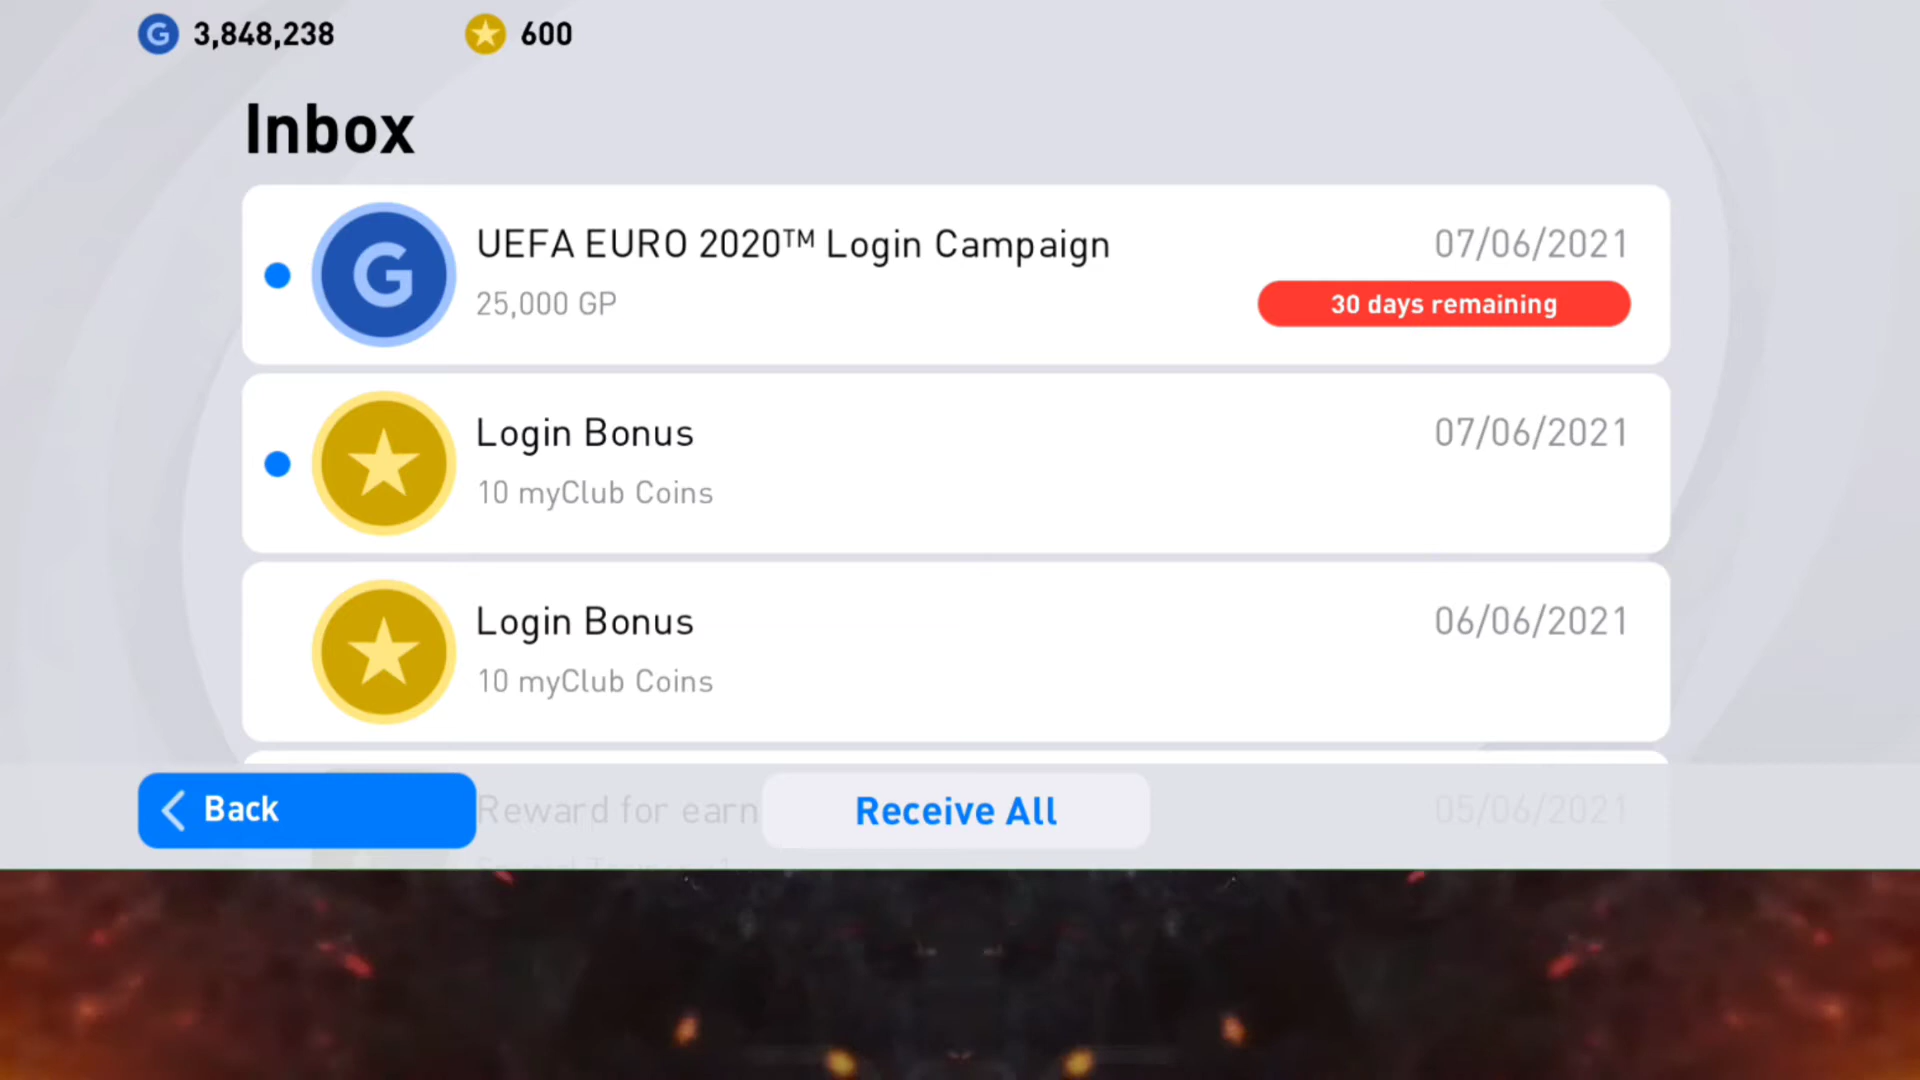 G 3,848,238 600
Inbox
G
UEFA EURO 2020™ Login Campaign 07/06/2021
25,000 GP 30 days remaining
Login Bonus 07/06/2021
10 myClub Coins
Login Bonus 06/06/2021
10 myClub Coins
Back Reward for earn Receive All 05/06/2021